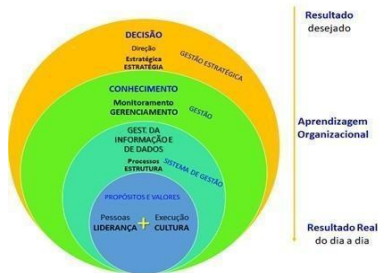 DECISÃO
Direção
Estratégica
ESTRATÉGIA
GESTÃO ESTRATÉGICA
CONHECIMENTO
Monitoramento
GERENCIAMENTO
GESTÃO
GEST. DA
INFORMAÇÃO E
DE DADOS
Processos
ESTRUTURA
SISTEMA DE GESTÃO
PROPÓSITOS E VALORES
Pessoas
LIDERANÇA
+
Execução
CULTURA
Resultado
desejado
Aprendizagem
Organizacional
Resultado Real
do dia a dia